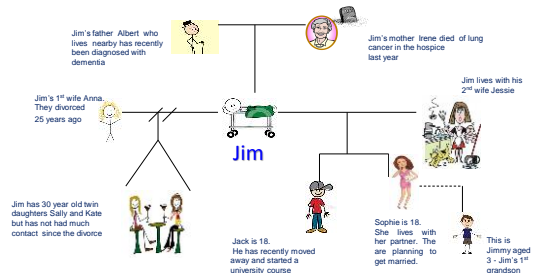 Jim's father Albert who
lives nearby has recently
been diagnosed with
dementia
Jim's mother Irene died of lung
cancer in the hospice
last year
Jim's 1st wife Anna.
They divorced
25 years ago
Jim
Jim lives with his
2nd wife Jessie
Jim has 30 year old twin
daughters Sally and Kate
but has not had much
contact since the divorce
Jack is 18.
He has recently moved
away and started a
university course
Sophie is 18.
She lives with
her partner. The
are planning to
get married.
This is
Jimmy aged
3 - Jim's 1st
grandson